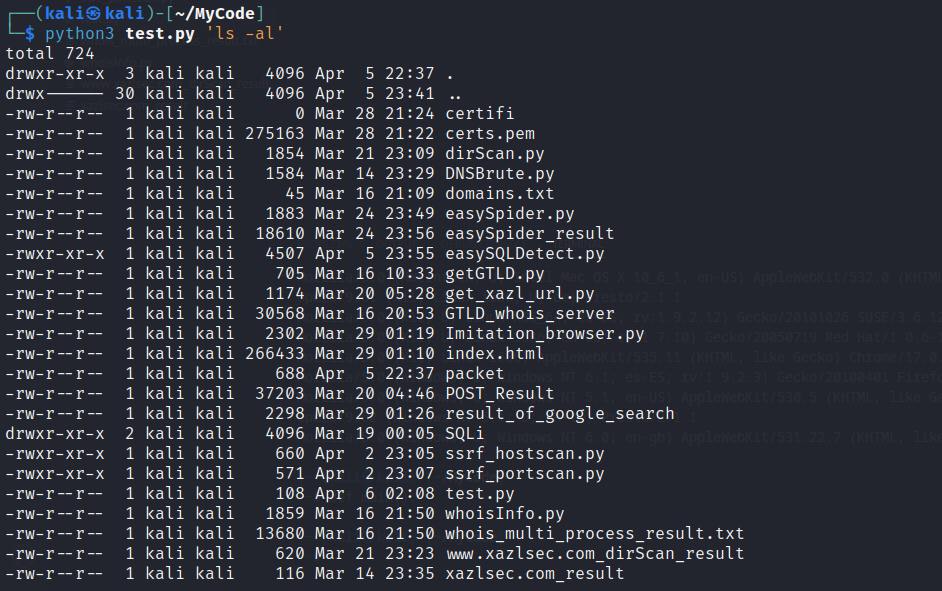 ┌──(kali㉿kali)-[~/MyCode]
└─$ python3 test.py 'ls -al'
total 724
drwxr-xr-x  3 kali kali   4096 Apr  5 22:37 .
drwx------ 30 kali kali   4096 Apr  5 23:41 ..
-rw-r--r--  1 kali kali      0 Mar 28 21:24 certifi
-rw-r--r--  1 kali kali 275163 Mar 28 21:22 certs.pem
-rw-r--r--  1 kali kali   1854 Mar 21 23:09 dirScan.py
-rw-r--r--  1 kali kali   1584 Mar 14 23:29 DNSBrute.py
-rw-r--r--  1 kali kali     45 Mar 16 21:09 domains.txt
-rw-r--r--  1 kali kali   1883 Mar 24 23:49 easySpider.py
-rw-r--r--  1 kali kali  18610 Mar 24 23:56 easySpider_result
-rwxr-xr-x  1 kali kali   4507 Apr  5 23:55 easySQLDetect.py
-rw-r--r--  1 kali kali    705 Mar 16 10:33 getGTLD.py
-rw-r--r--  1 kali kali   1174 Mar 20 05:28 get_xazl_url.py
-rw-r--r--  1 kali kali  30568 Mar 16 20:53 GTLD_whois_server
-rw-r--r--  1 kali kali   2302 Mar 29 01:19 Imitation_browser.py
-rw-r--r--  1 kali kali 266433 Mar 29 01:10 index.html
-rw-r--r--  1 kali kali    688 Apr  5 22:37 packet
-rw-r--r--  1 kali kali  37203 Mar 20 04:46 POST_Result
-rw-r--r--  1 kali kali   2298 Mar 29 01:26 result_of_google_search
drwxr-xr-x  2 kali kali   4096 Mar 19 00:05 SQLi
-rwxr-xr-x  1 kali kali    660 Apr  2 23:05 ssrf_hostscan.py
-rwxr-xr-x  1 kali kali    571 Apr  2 23:07 ssrf_portscan.py
-rw-r--r--  1 kali kali    108 Apr  6 02:08 test.py
-rw-r--r--  1 kali kali   1859 Mar 16 21:50 whoisInfo.py
-rw-r--r--  1 kali kali  13680 Mar 16 21:50 whois_multi_process_result.txt
-rw-r--r--  1 kali kali    620 Mar 21 23:23 www.xazlsec.com_dirScan_result
-rw-r--r--  1 kali kali    116 Mar 14 23:35 xazlsec.com_result